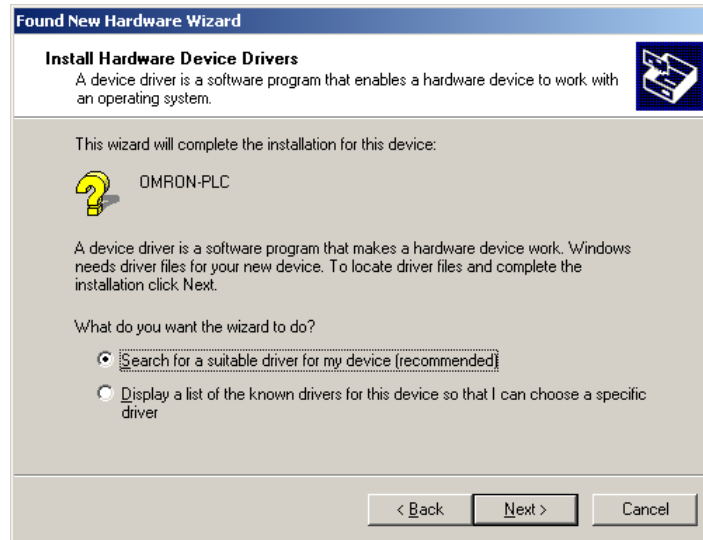 Found New Hardware Wizard
Install Hardware Device Drivers
A device driver is a software program that enables a hardware device to work with
an operating system.
This wizard will complete the installation for this device:
OMRON-PLC
A device driver is a software program that makes a hardware device work. Windows
needs driver files for your new device. To locate driver files and complete the
installation click Next.
What do you want the wizard to do?
Search for a suitable driver for my device (recommended)
Display a list of the known drivers for this device so that I can choose a specific
driver
< Back
Next >
Cancel